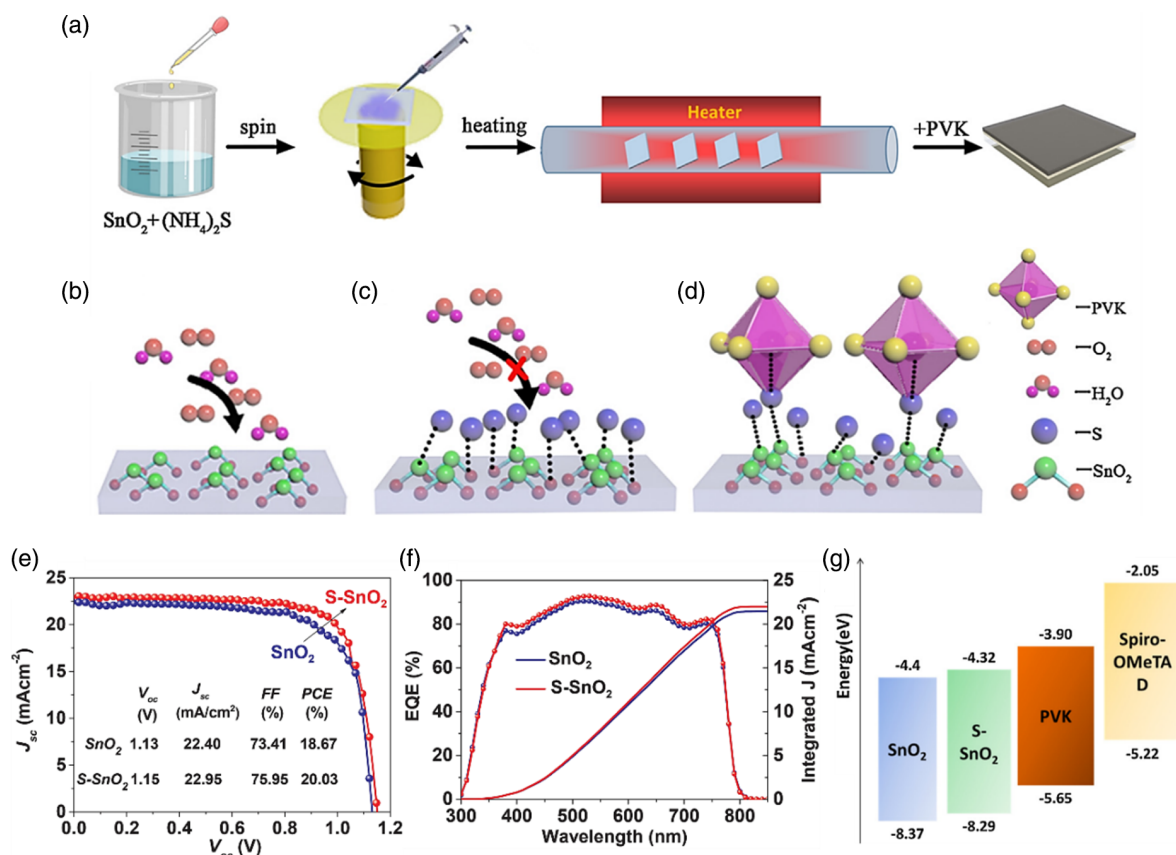 (a)
spin
heating
Heater
+PVK
SnO₂+(NH₄)₂S
(b)
(c)
(d)
PVK
O₂
H₂O
S
SnO₂
(e)
J_sc (mAcm⁻²)
25
20
15
10
5
0
S-SnO₂
SnO₂
V_oc J_sc FF PCE
(V) (mA/cm²) (%) (%)
SnO₂ 1.13 22.40 73.41 18.67
S-SnO₂ 1.15 22.95 75.95 20.03
0.0 0.2 0.4 0.6 0.8 1.0 1.2
V_oc (V)
(f)
EQE (%)
100
80
60
40
20
0
SnO₂
S-SnO₂
25
20
15
10
5
0
Integrated J (mAcm⁻²)
300 400 500 600 700 800
Wavelength (nm)
(g)
Energy(eV)
-4.4
SnO₂
-8.37
-4.32
S-
SnO₂
-8.29
-3.90
PVK
-5.65
-2.05
Spiro-
OMeTA
D
-5.22